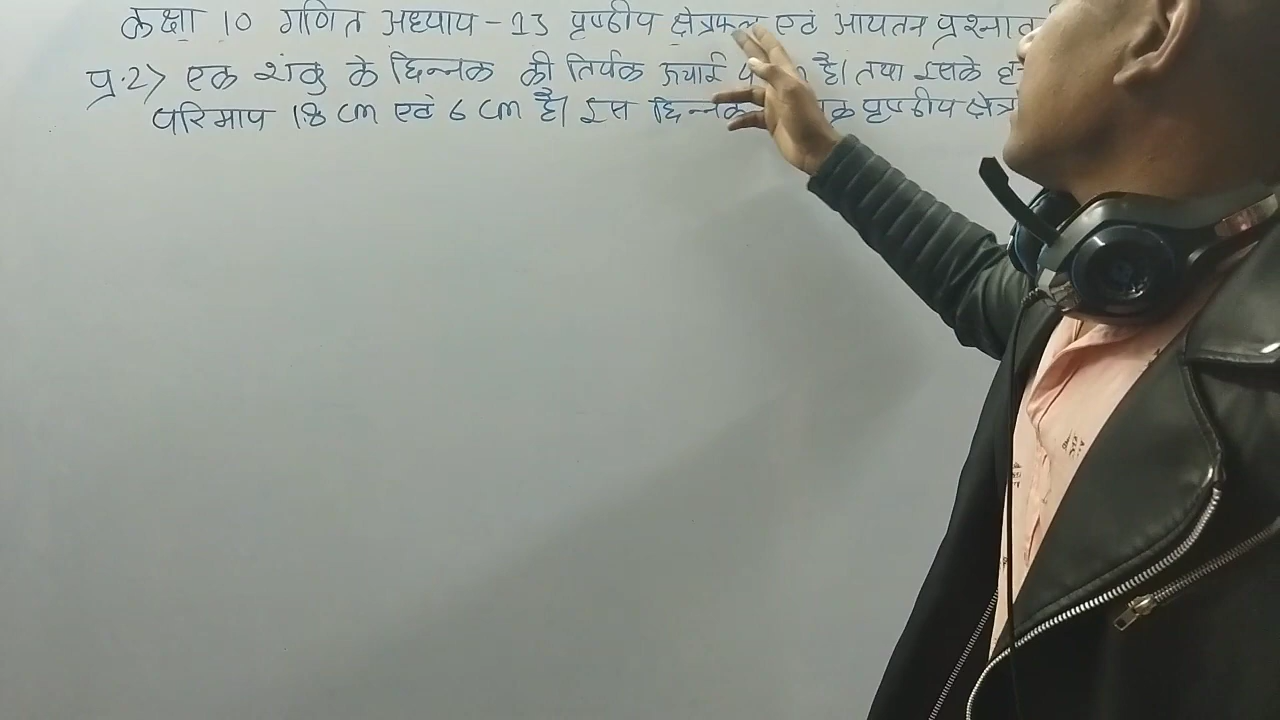 कक्षा 10 गणित अध्याय - 13 पृष्ठीय क्षेत्रफल एवं आयतन
प्र.2> एक शंकु के छिन्नक की तिर्यक ऊचाई है। तथा इसके
परिमाप 18 cm एवं 6 cm है। इस छिन्नक पृष्ठीय